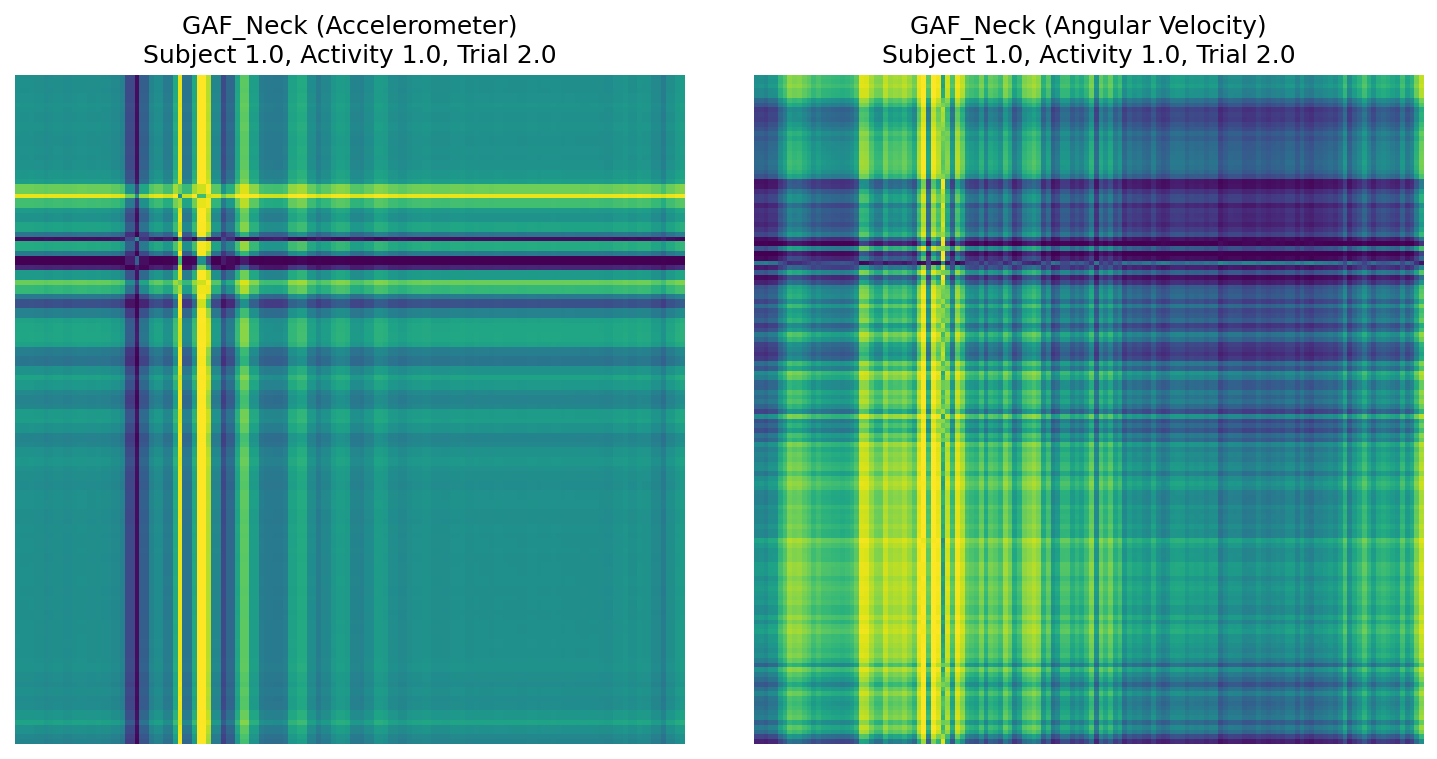 GAF_Neck (Accelerometer)
Subject 1.0, Activity 1.0, Trial 2.0
GAF_Neck (Angular Velocity)
Subject 1.0, Activity 1.0, Trial 2.0